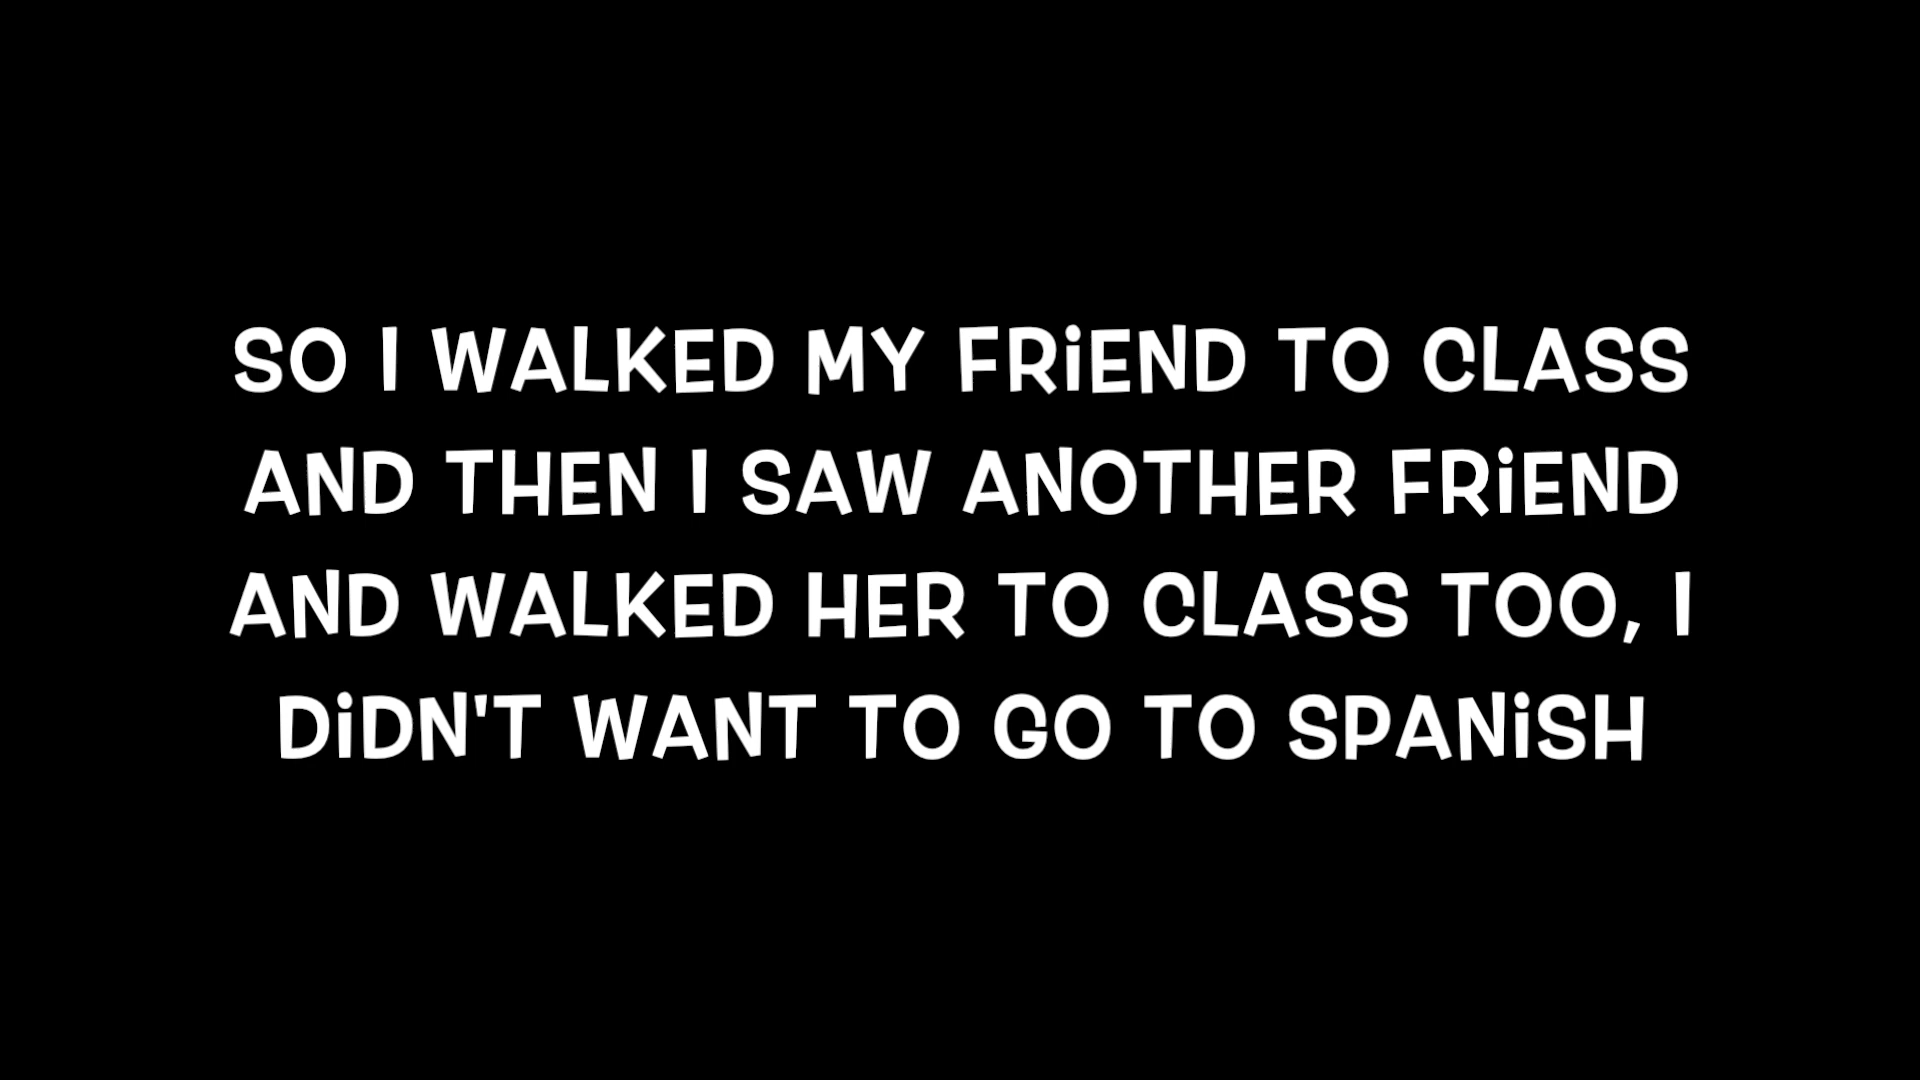 SO I WALKED MY FRiEND TO CLASS
AND THEN I SAW ANOTHER FRiEND
AND WALKED HER TO CLASS TOO, I
DiDN'T WANT TO GO TO SPANiSH